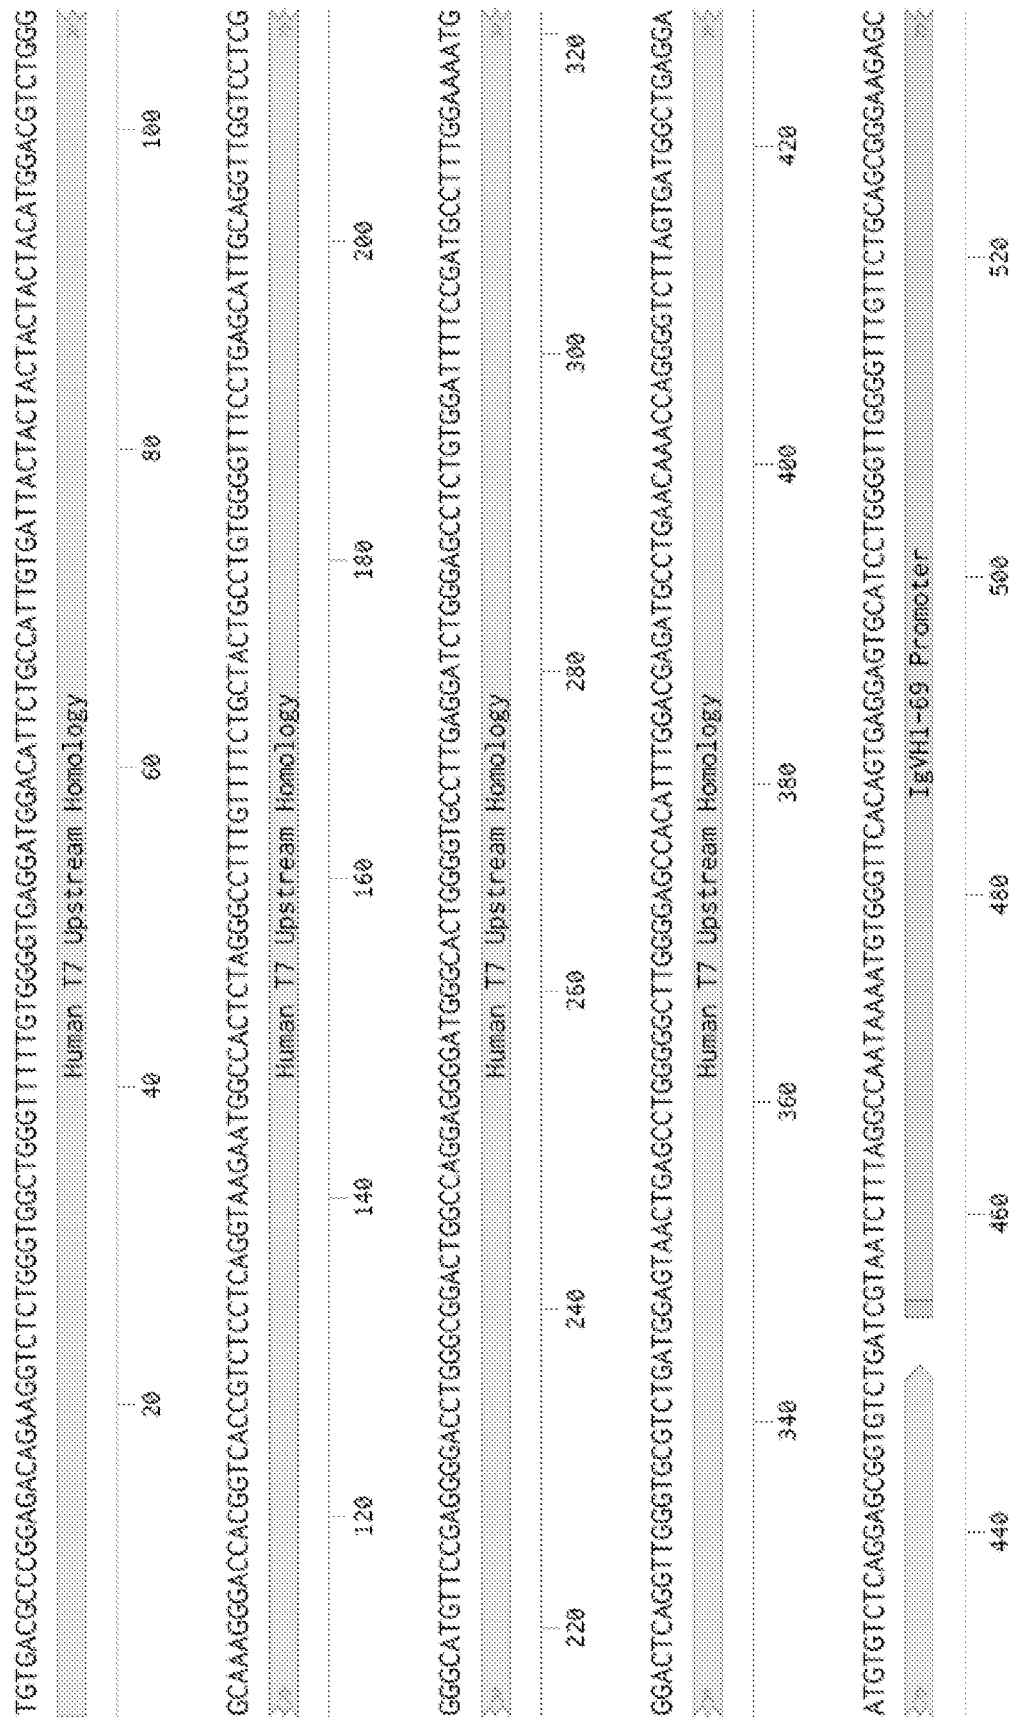 TGTGACGCCCGGAGACAGAAGGTCTCTGGGTGGCTGGGTTTTTGTGGGGTGAGGATGGACATTCTGCCATTGTGATTACTACTACTACTACTACATGGACGTCTGGG
Human T7 Upstream Homology
20 40 60 80 100
GCAAAGGGACCACGGTCACCGTCTCCTCAGGTAAGAATGGCCACTCTAGGGCCTTTGTTTTCTGCTACTGCCTGTGGGGTTTCCTGAGCATTGCAGGTTGGTCCTCG
Human T7 Upstream Homology
120 140 160 180 200
GGGCATGTTCCGAGGGGACCTGGGCGGACTGGCCAGGAGGGGATGGGCACTGGGGTGCCTTGAGGATCTGGGAGCCTCTGTGGATTTTCCGATGCCTTTGGAAAATG
Human T7 Upstream Homology
220 240 260 280 300 320
GGACTCAGGTTGGGTGCGTCTGATGGAGTAACTGAGCCTGGGGGCTTGGGGAGCCACATTTGGACGAGATGCCTGAACAAACCAGGGGTCTTAGTGATGGCTGAGGA
Human T7 Upstream Homology
340 360 380 400 420
ATGTGTCTCAGGAGCGGTGTCTGATCGTAATCTTTAGGCCAATAAAATGTGGGTTCACAGTGAGGAGTGCATCCTGGGGTTGGGGTTTGTTCTGCAGCGGGAAGAGC
IgVH1-69 Promoter
440 460 480 500 520